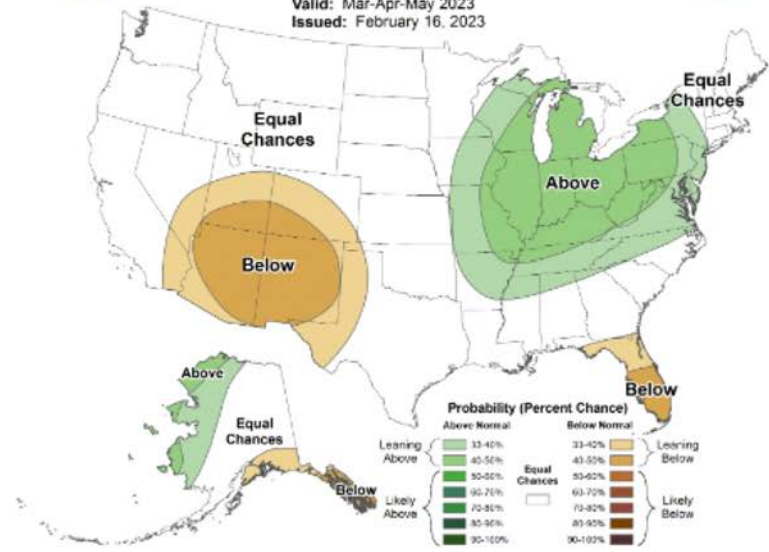 Valid: Mar-Apr-May 2023
Issued: February 16, 2023
Equal
Chances
Equal
Chances
Above
Below
Above
Equal
Chances
Below
Below
Probability (Percent Chance)
Above Normal
Below Normal
Leaning
Above
33-40%
40-50%
50-60%
60-70%
70-80%
80-90%
90-100%
Likely
Above
Equal
Chances
33-40%
40-50%
50-60%
60-70%
70-80%
80-90%
90-100%
Leaning
Below
Likely
Below